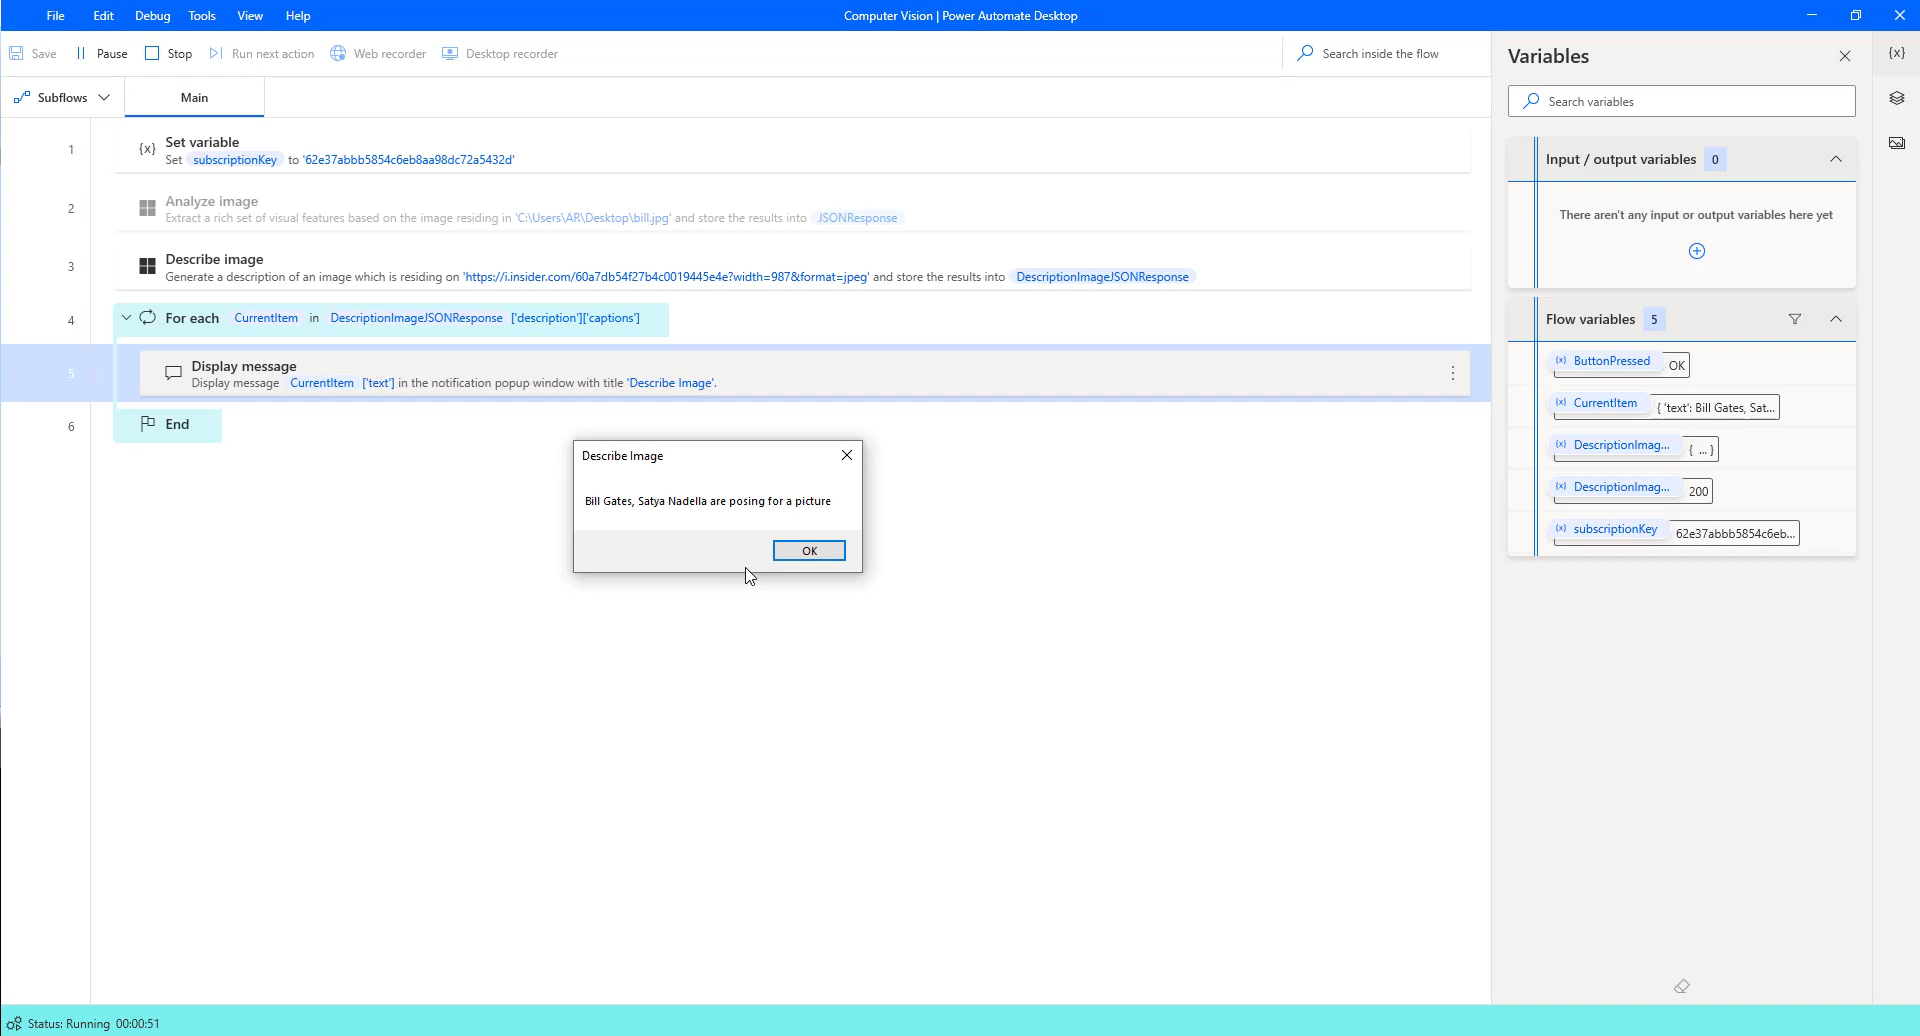 File Edit Debug Tools View Help
Computer Vision | Power Automate Desktop
Save Pause Stop Run next action Web recorder Desktop recorder
Search inside the flow
Subflows Main
1 {x} Set variable
Set subscriptionKey to '62e37abbb5854c6eb8aa98dc72a5432d'
2 Analyze image
Extract a rich set of visual features based on the image residing in 'C:\Users\AR\Desktop\bill.jpg' and store the results into JSONResponse
3 Describe image
Generate a description of an image which is residing on 'https://i.insider.com/60a7db54f27b4c0019445e4e?width=987&format=jpeg' and store the results into DescriptionImageJSONResponse
4 For each CurrentItem in DescriptionImageJSONResponse ['description']['captions']
5 Display message
Display message CurrentItem ['text'] in the notification popup window with title 'Describe Image'.
6 End
Describe Image
Bill Gates, Satya Nadella are posing for a picture
OK
Variables
{x}
Search variables
Input / output variables 0
There aren't any input or output variables here yet
Flow variables 5
{x} ButtonPressed OK
{x} CurrentItem { 'text': Bill Gates, Sat...
{x} DescriptionImag... { ... }
{x} DescriptionImag... 200
{x} subscriptionKey 62e37abbb5854c6eb...
Status: Running 00:00:51